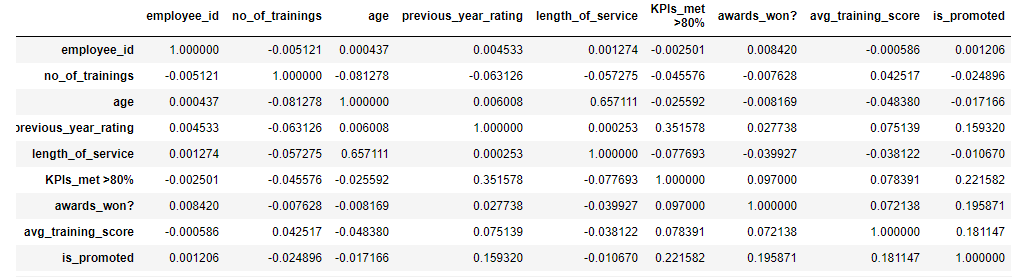 employee_id no_of_trainings age previous_year_rating length_of_service KPIs_met >80% awards_won? avg_training_score is_promoted
employee_id 1.000000 -0.005121 0.000437 0.004533 0.001274 -0.002501 0.008420 -0.000586 0.001206
no_of_trainings -0.005121 1.000000 -0.081278 -0.063126 -0.057275 -0.045576 -0.007628 0.042517 -0.024896
age 0.000437 -0.081278 1.000000 0.006008 0.657111 -0.025592 -0.008169 -0.048380 -0.017166
previous_year_rating 0.004533 -0.063126 0.006008 1.000000 0.000253 0.351578 0.027738 0.075139 0.159320
length_of_service 0.001274 -0.057275 0.657111 0.000253 1.000000 -0.077693 -0.039927 -0.038122 -0.010670
KPIs_met >80% -0.002501 -0.045576 -0.025592 0.351578 -0.077693 1.000000 0.097000 0.078391 0.221582
awards_won? 0.008420 -0.007628 -0.008169 0.027738 -0.039927 0.097000 1.000000 0.072138 0.195871
avg_training_score -0.000586 0.042517 -0.048380 0.075139 -0.038122 0.078391 0.072138 1.000000 0.181147
is_promoted 0.001206 -0.024896 -0.017166 0.159320 -0.010670 0.221582 0.195871 0.181147 1.000000